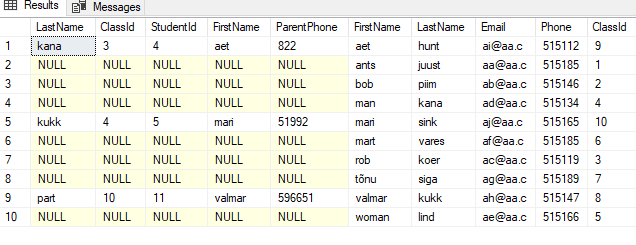 Results Messages
LastName ClassId StudentId FirstName ParentPhone FirstName LastName Email Phone ClassId
1 kana 3 4 aet 822 aet hunt ai@aa.c 515112 9
2 NULL NULL NULL NULL NULL ants juust aa@aa.c 515185 1
3 NULL NULL NULL NULL NULL bob piim ab@aa.c 515146 2
4 NULL NULL NULL NULL NULL man kana ad@aa.c 515134 4
5 kukk 4 5 mari 51992 mari sink aj@aa.c 515165 10
6 NULL NULL NULL NULL NULL mart vares af@aa.c 515185 6
7 NULL NULL NULL NULL NULL rob koer ac@aa.c 515119 3
8 NULL NULL NULL NULL NULL tõnu siga ag@aa.c 515189 7
9 part 10 11 valmar 596651 valmar kukk ah@aa.c 515147 8
10 NULL NULL NULL NULL NULL woman lind ae@aa.c 515166 5